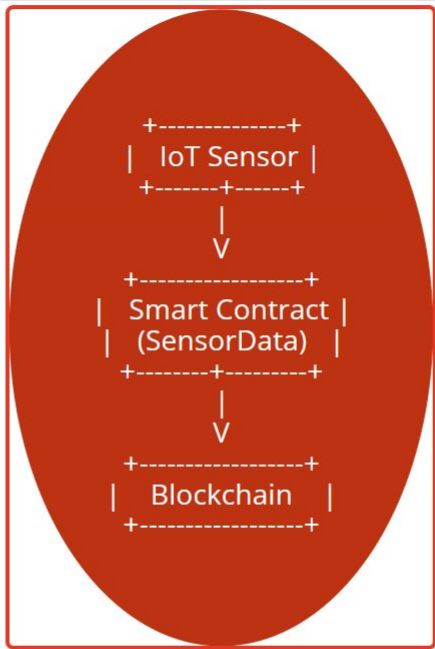 +--------------+
| IoT Sensor |
+-------+------+
|
V
+------------------+
| Smart Contract |
| (SensorData) |
+--------+---------+
|
V
+------------------+
| Blockchain |
+------------------+